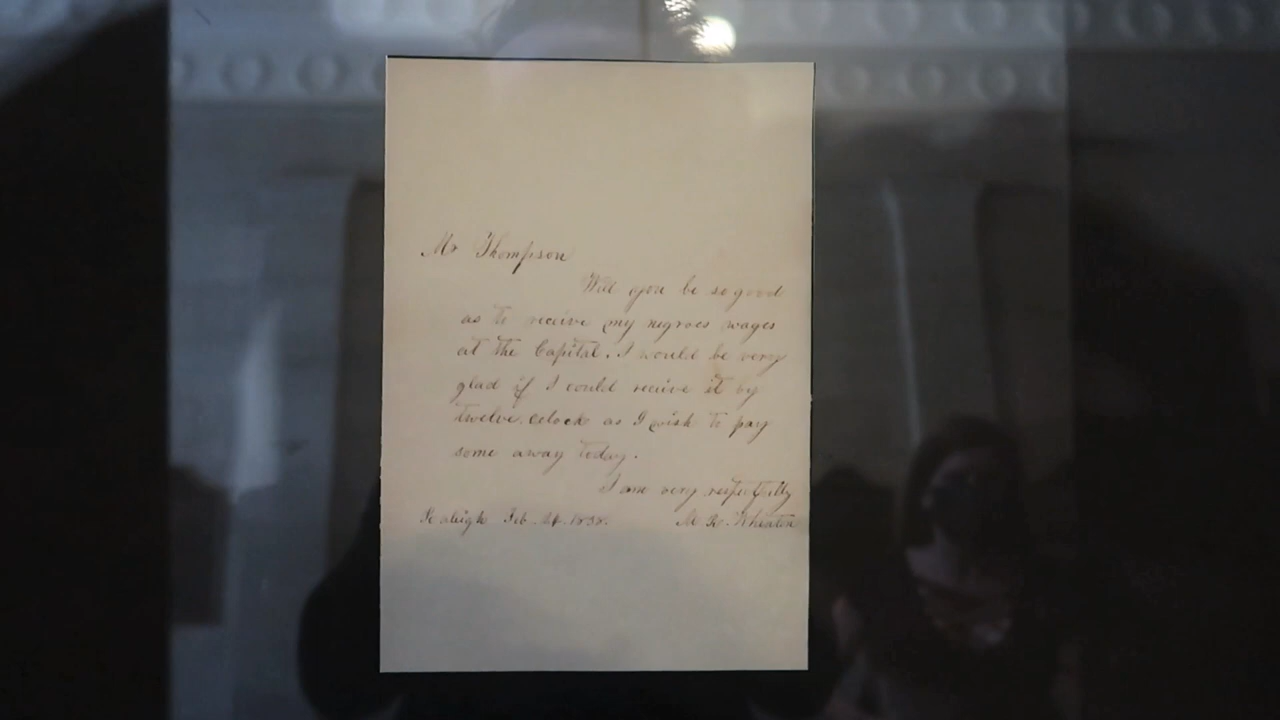 Mr Thompson
Will you be so good
as to receive my negroes wages
at the Capital. I would be very
glad if I could receive it by
twelve oclock as I wish to pay
some away today.
I am very respectfully
Raleigh Feb. 1838. M R. Wheaton